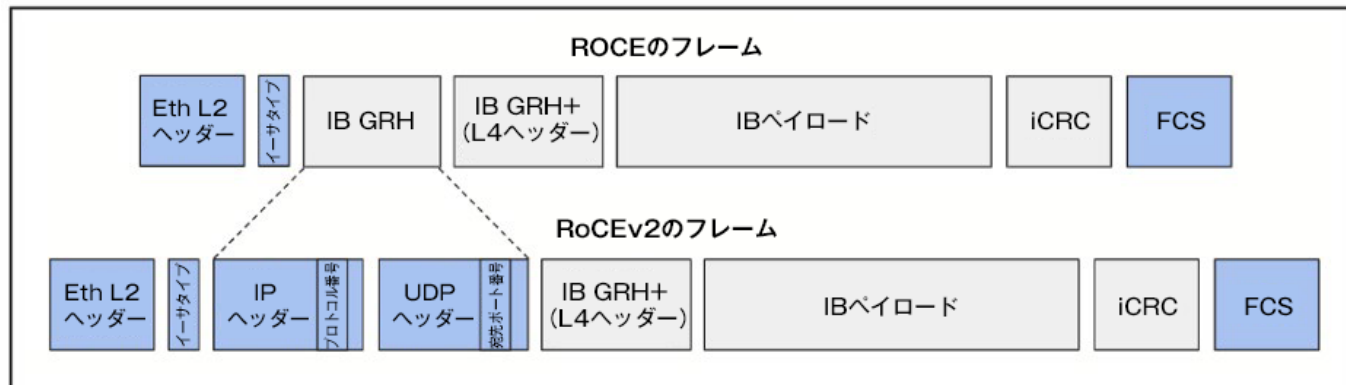 ROCEのフレーム
Eth L2
ヘッダー
イーサタイプ
IB GRH
IB GRH+
(L4ヘッダー)
IBペイロード
iCRC
FCS
RoCEv2のフレーム
Eth L2
ヘッダー
イーサタイプ
IP
ヘッダー
プロトコル番号
UDP
ヘッダー
宛先ポート番号
IB GRH+
(L4ヘッダー)
IBペイロード
iCRC
FCS